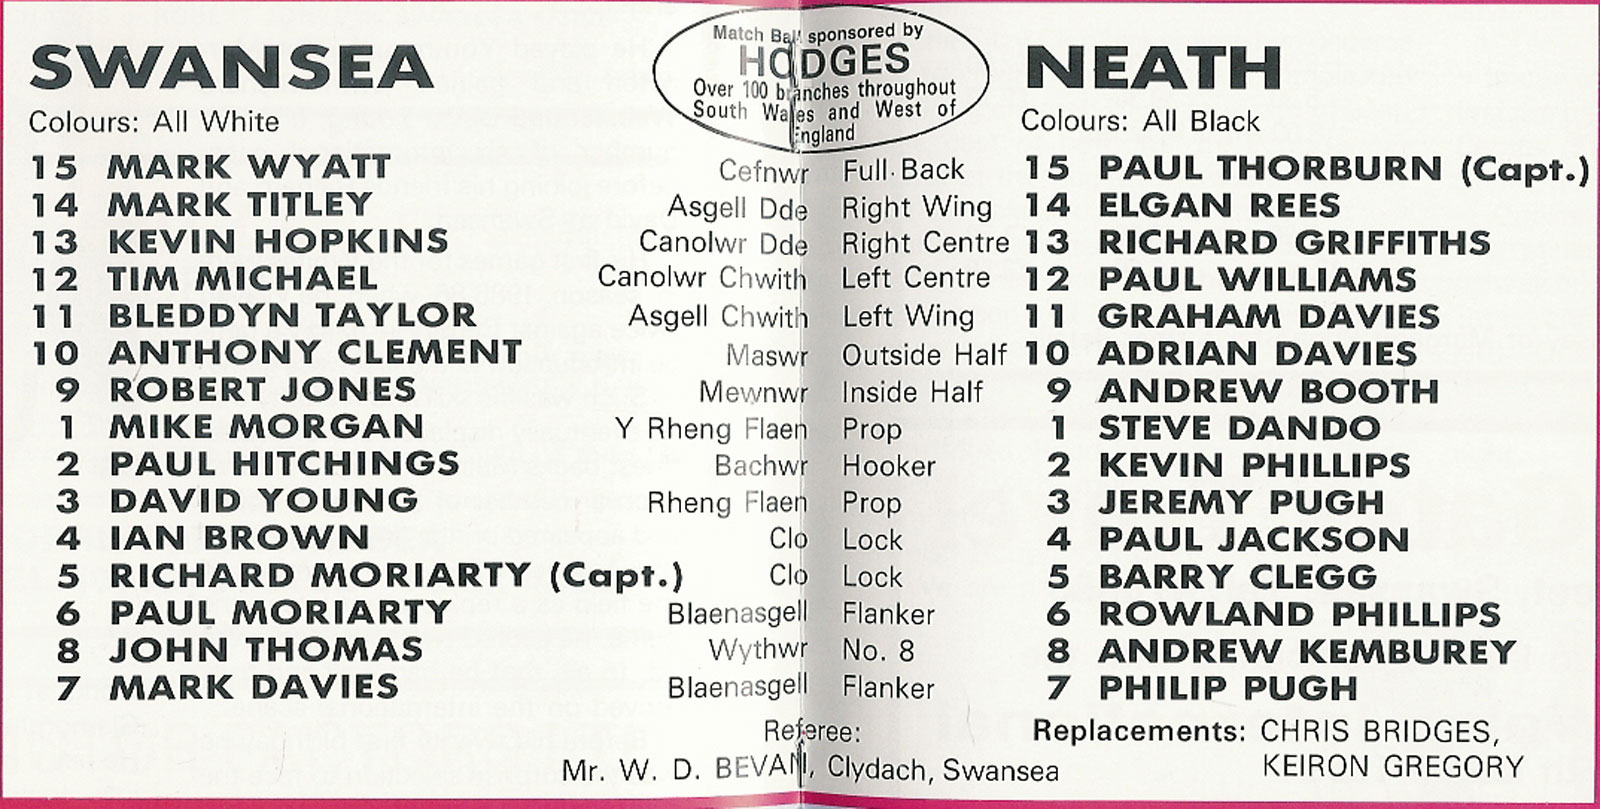 Match Ball sponsored by
HODGES
Over 100 branches throughout
South Wales and West of
England
SWANSEA
Colours: All White
NEATH
Colours: All Black
15 MARK WYATT Cefnwr Full-Back 15 PAUL THORBURN (Capt.)
14 MARK TITLEY Asgell Dde Right Wing 14 ELGAN REES
13 KEVIN HOPKINS Canolwr Dde Right Centre 13 RICHARD GRIFFITHS
12 TIM MICHAEL Canolwr Chwith Left Centre 12 PAUL WILLIAMS
11 BLEDDYN TAYLOR Asgell Chwith Left Wing 11 GRAHAM DAVIES
10 ANTHONY CLEMENT Maswr Outside Half 10 ADRIAN DAVIES
9 ROBERT JONES Mewnwr Inside Half 9 ANDREW BOOTH
1 MIKE MORGAN Y Rheng Flaen Prop 1 STEVE DANDO
2 PAUL HITCHINGS Bachwr Hooker 2 KEVIN PHILLIPS
3 DAVID YOUNG Rheng Flaen Prop 3 JEREMY PUGH
4 IAN BROWN Clo Lock 4 PAUL JACKSON
5 RICHARD MORIARTY (Capt.) Clo Lock 5 BARRY CLEGG
6 PAUL MORIARTY Blaenasgell Flanker 6 ROWLAND PHILLIPS
8 JOHN THOMAS Wythwr No. 8 8 ANDREW KEMBUREY
7 MARK DAVIES Blaenasgell Flanker 7 PHILIP PUGH
Referee:
Mr. W. D. BEVAN, Clydach, Swansea
Replacements: CHRIS BRIDGES,
KEIRON GREGORY